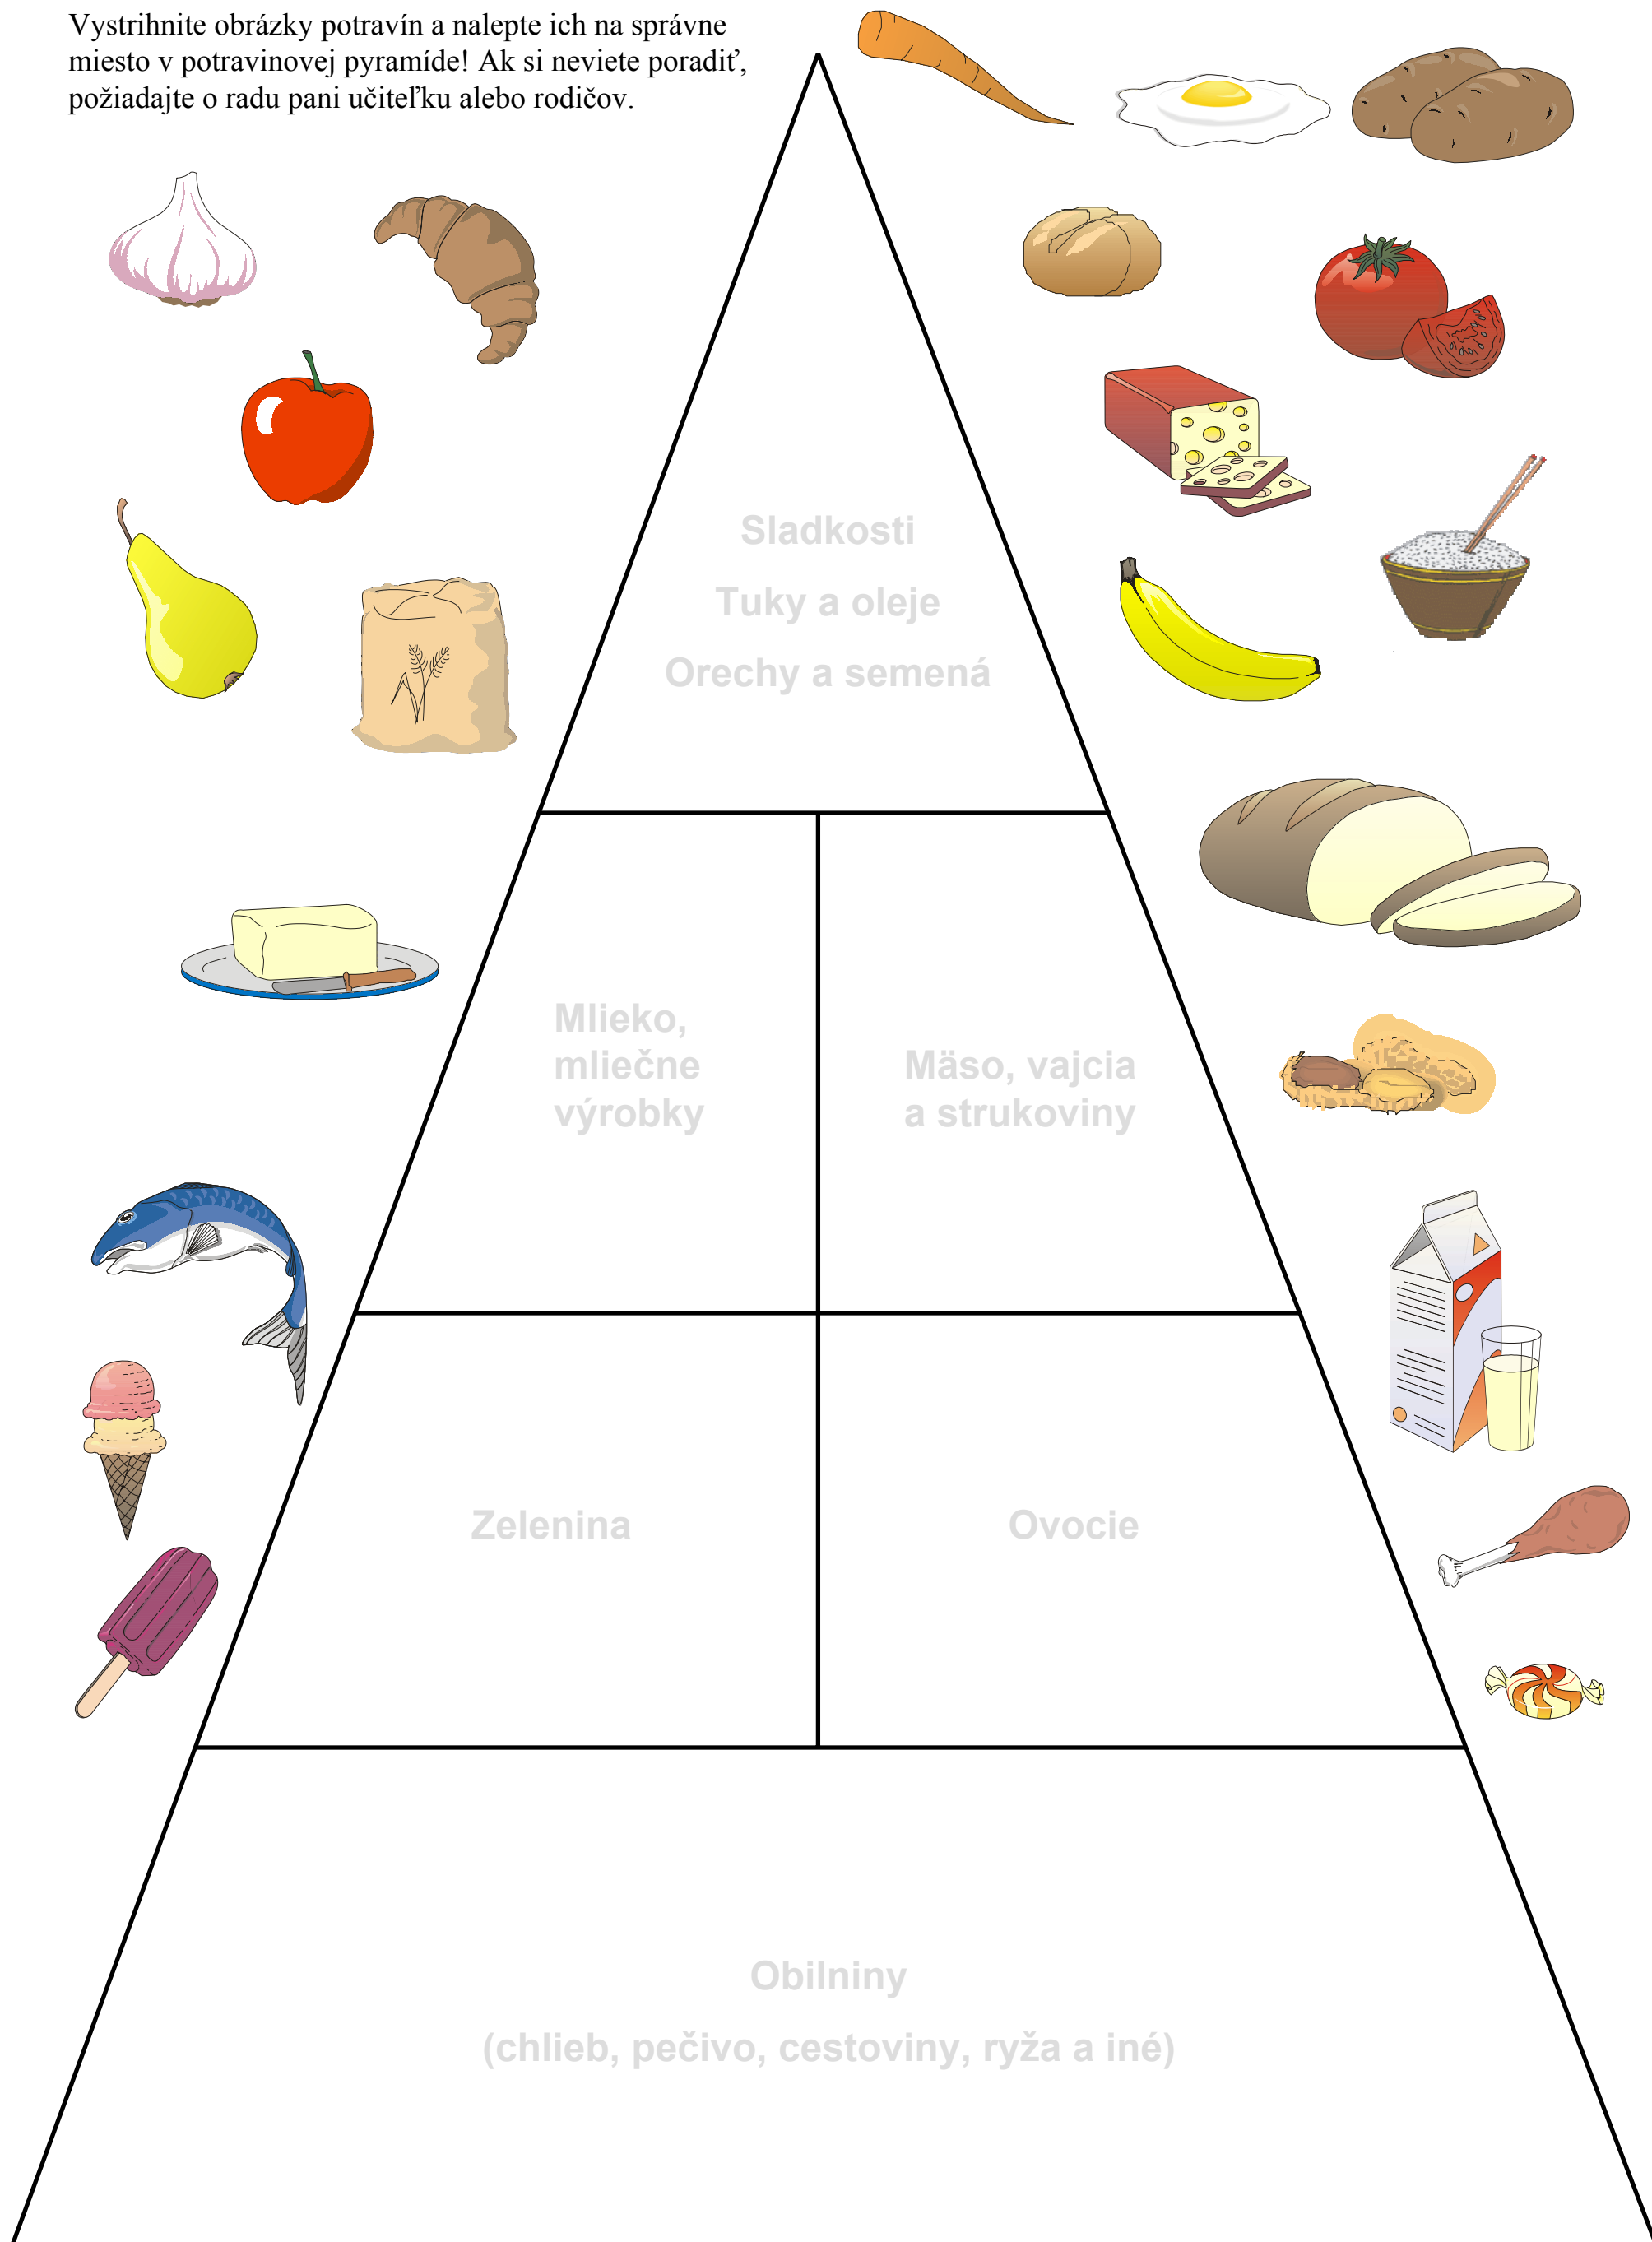 Vystrihnite obrázky potravín a nalepte ich na správne
miesto v potravinovej pyramíde! Ak si neviete poradiť,
požiadajte o radu pani učiteľku alebo rodičov.
Sladkosti
Tuky a oleje
Orechy a semená
Mlieko,
mliečne
výrobky
Mäso, vajcia
a strukoviny
Zelenina
Ovocie
Obilniny
(chlieb, pečivo, cestoviny, ryža a iné)